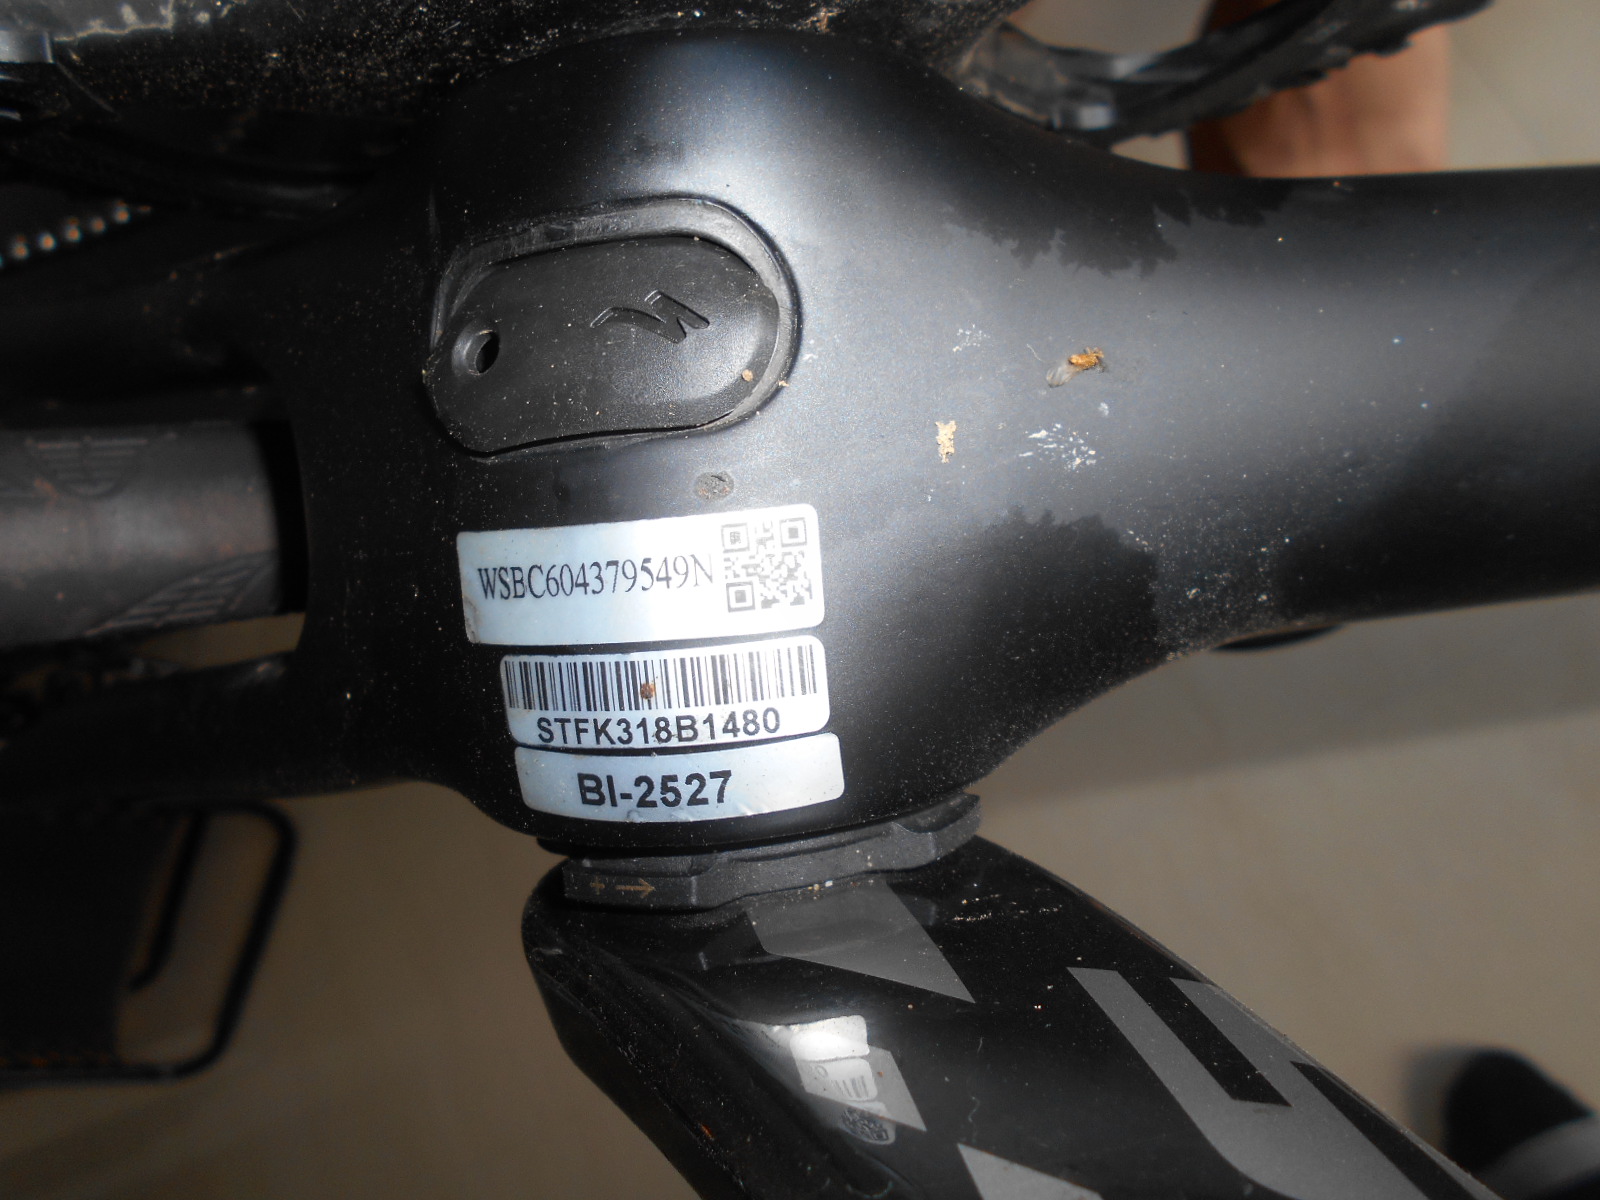 WSBC604379549N
STFK318B1480
BI-2527
+ →